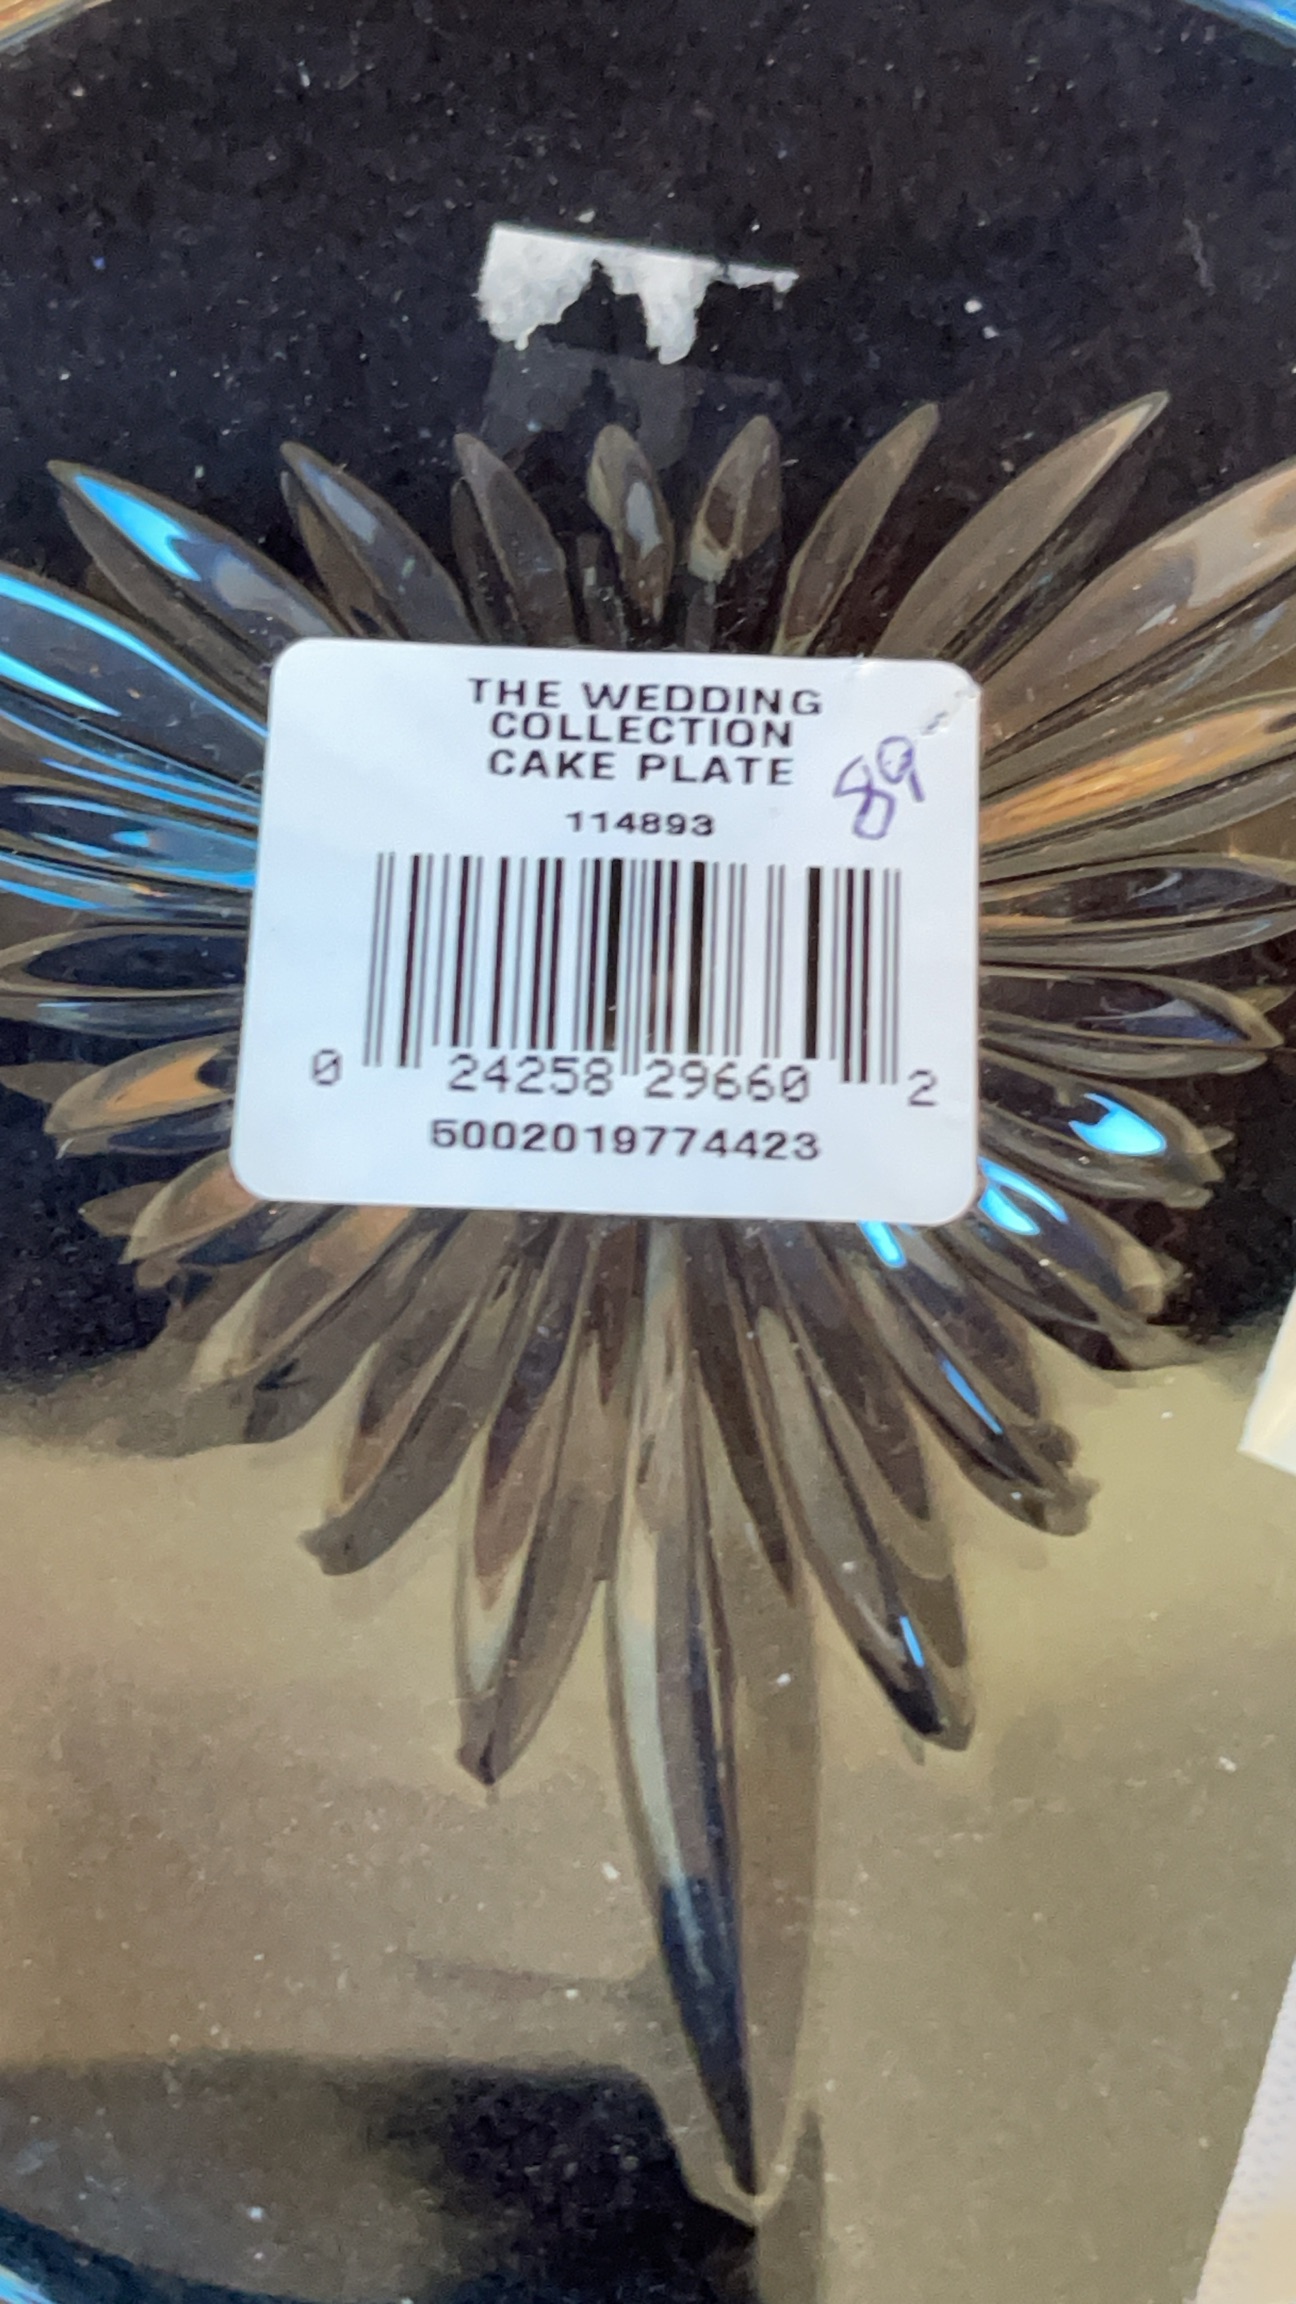 THE WEDDING
COLLECTION
CAKE PLATE
89
114893
0 24258 29660 2
5002019774423